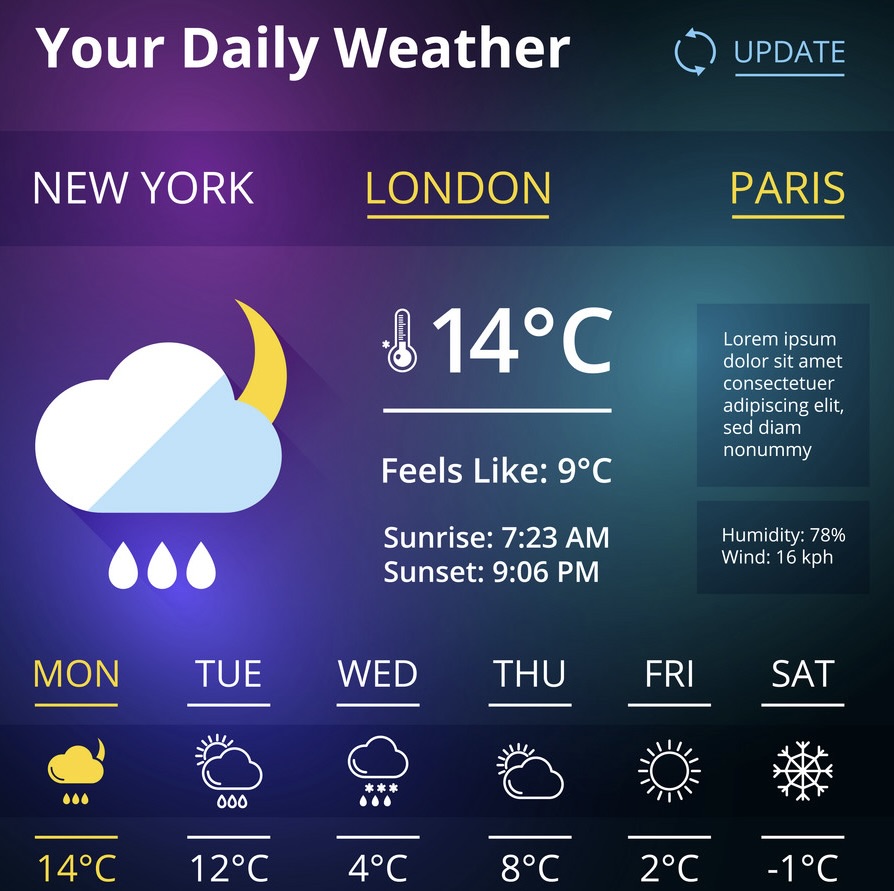 Your Daily Weather
UPDATE
NEW YORK
LONDON
PARIS
14°C
Feels Like: 9°C
Sunrise: 7:23 AM
Sunset: 9:06 PM
Lorem ipsum
dolor sit amet
consectetuer
adipiscing elit,
sed diam
nonummy
Humidity: 78%
Wind: 16 kph
MON
TUE
WED
THU
FRI
SAT
14°C
12°C
4°C
8°C
2°C
-1°C